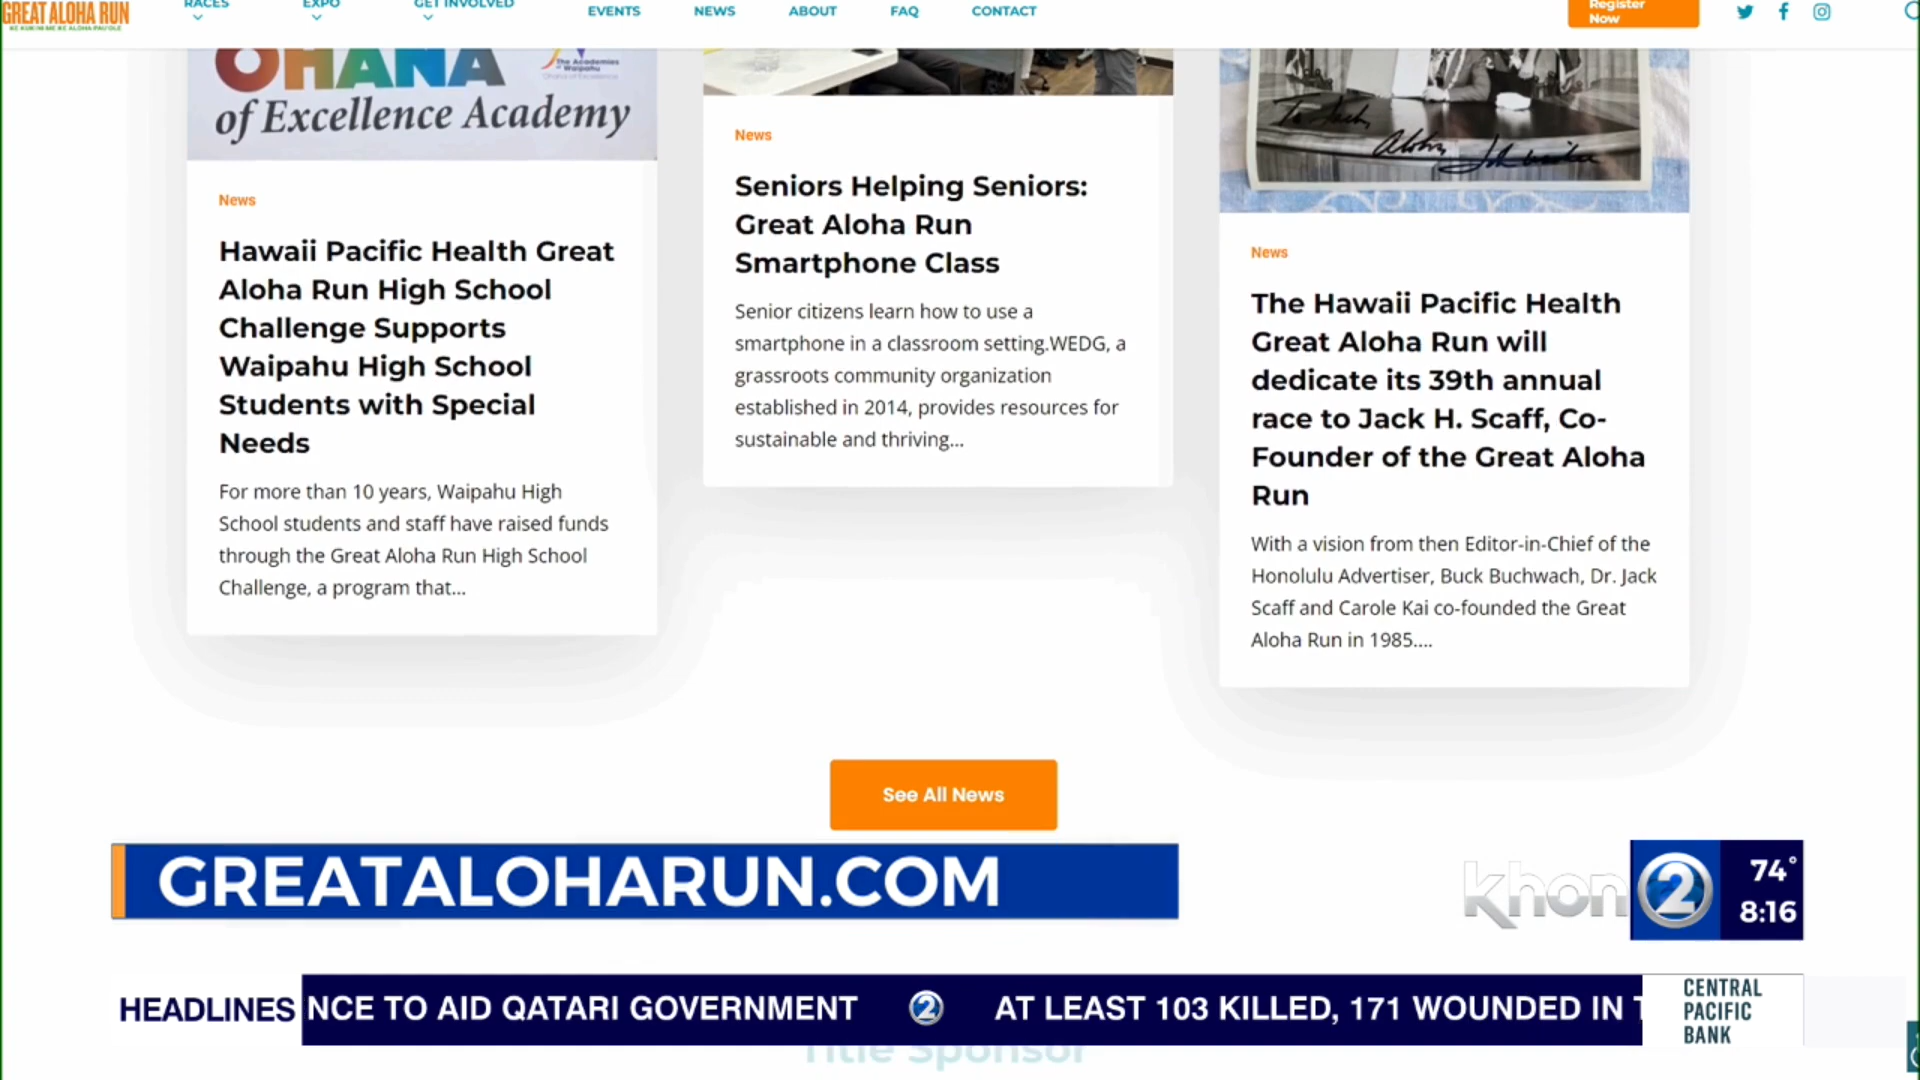 GREAT ALOHA RUN
RACES
EXPO
GET INVOLVED
EVENTS
NEWS
ABOUT
FAQ
CONTACT
Register
Now
OHANA
The Academies
of Excellence Academy
News
Hawaii Pacific Health Great
Aloha Run High School
Challenge Supports
Waipahu High School
Students with Special
Needs
For more than 10 years, Waipahu High
School students and staff have raised funds
through the Great Aloha Run High School
Challenge, a program that...
News
Seniors Helping Seniors:
Great Aloha Run
Smartphone Class
Senior citizens learn how to use a
smartphone in a classroom setting.WEDG, a
grassroots community organization
established in 2014, provides resources for
sustainable and thriving...
To Jack,
Aloha,
News
The Hawaii Pacific Health
Great Aloha Run will
dedicate its 39th annual
race to Jack H. Scaff, Co-
Founder of the Great Aloha
Run
With a vision from then Editor-in-Chief of the
Honolulu Advertiser, Buck Buchwach, Dr. Jack
Scaff and Carole Kai co-founded the Great
Aloha Run in 1985....
See All News
GREATALOHARUN.COM
khon 2
74°
8:16
HEADLINES
NCE TO AID QATARI GOVERNMENT 2 AT LEAST 103 KILLED, 171 WOUNDED IN T
CENTRAL
PACIFIC
BANK
Title Sponsor